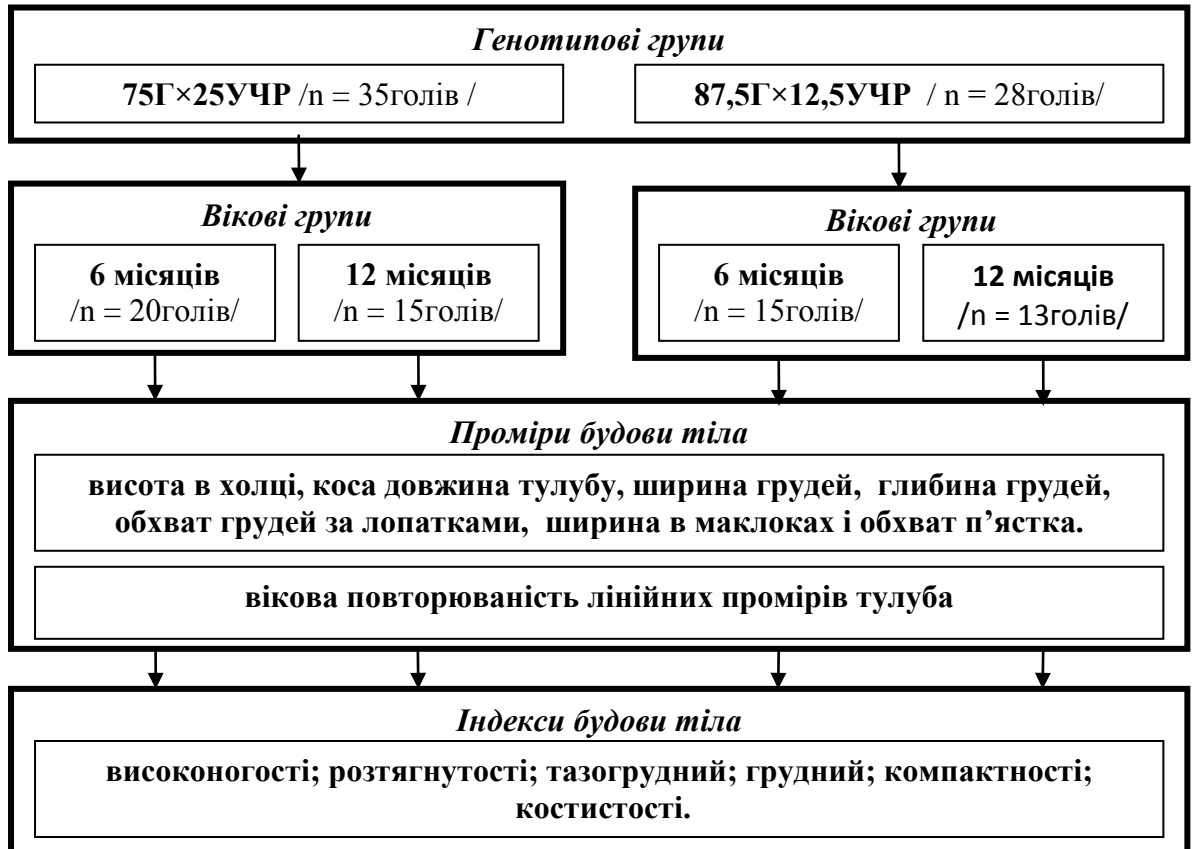 Генотипові групи
75Г×25УЧР /n = 35голів /
87,5Г×12,5УЧР / n = 28голів/
Вікові групи
6 місяців
/n = 20голів/
12 місяців
/n = 15голів/
Вікові групи
6 місяців
/n = 15голів/
12 місяців
/n = 13голів/
Проміри будови тіла
висота в холці, коса довжина тулубу, ширина грудей, глибина грудей,
обхват грудей за лопатками, ширина в маклоках і обхват п’ястка.
вікова повторюваність лінійних промірів тулуба
Індекси будови тіла
високоногості; розтягнутості; тазогрудний; грудний; компактності;
костистості.